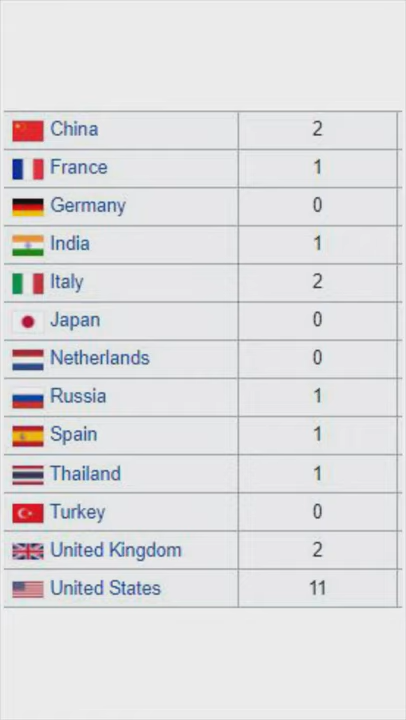 China 2
France 1
Germany 0
India 1
Italy 2
Japan 0
Netherlands 0
Russia 1
Spain 1
Thailand 1
Turkey 0
United Kingdom 2
United States 11